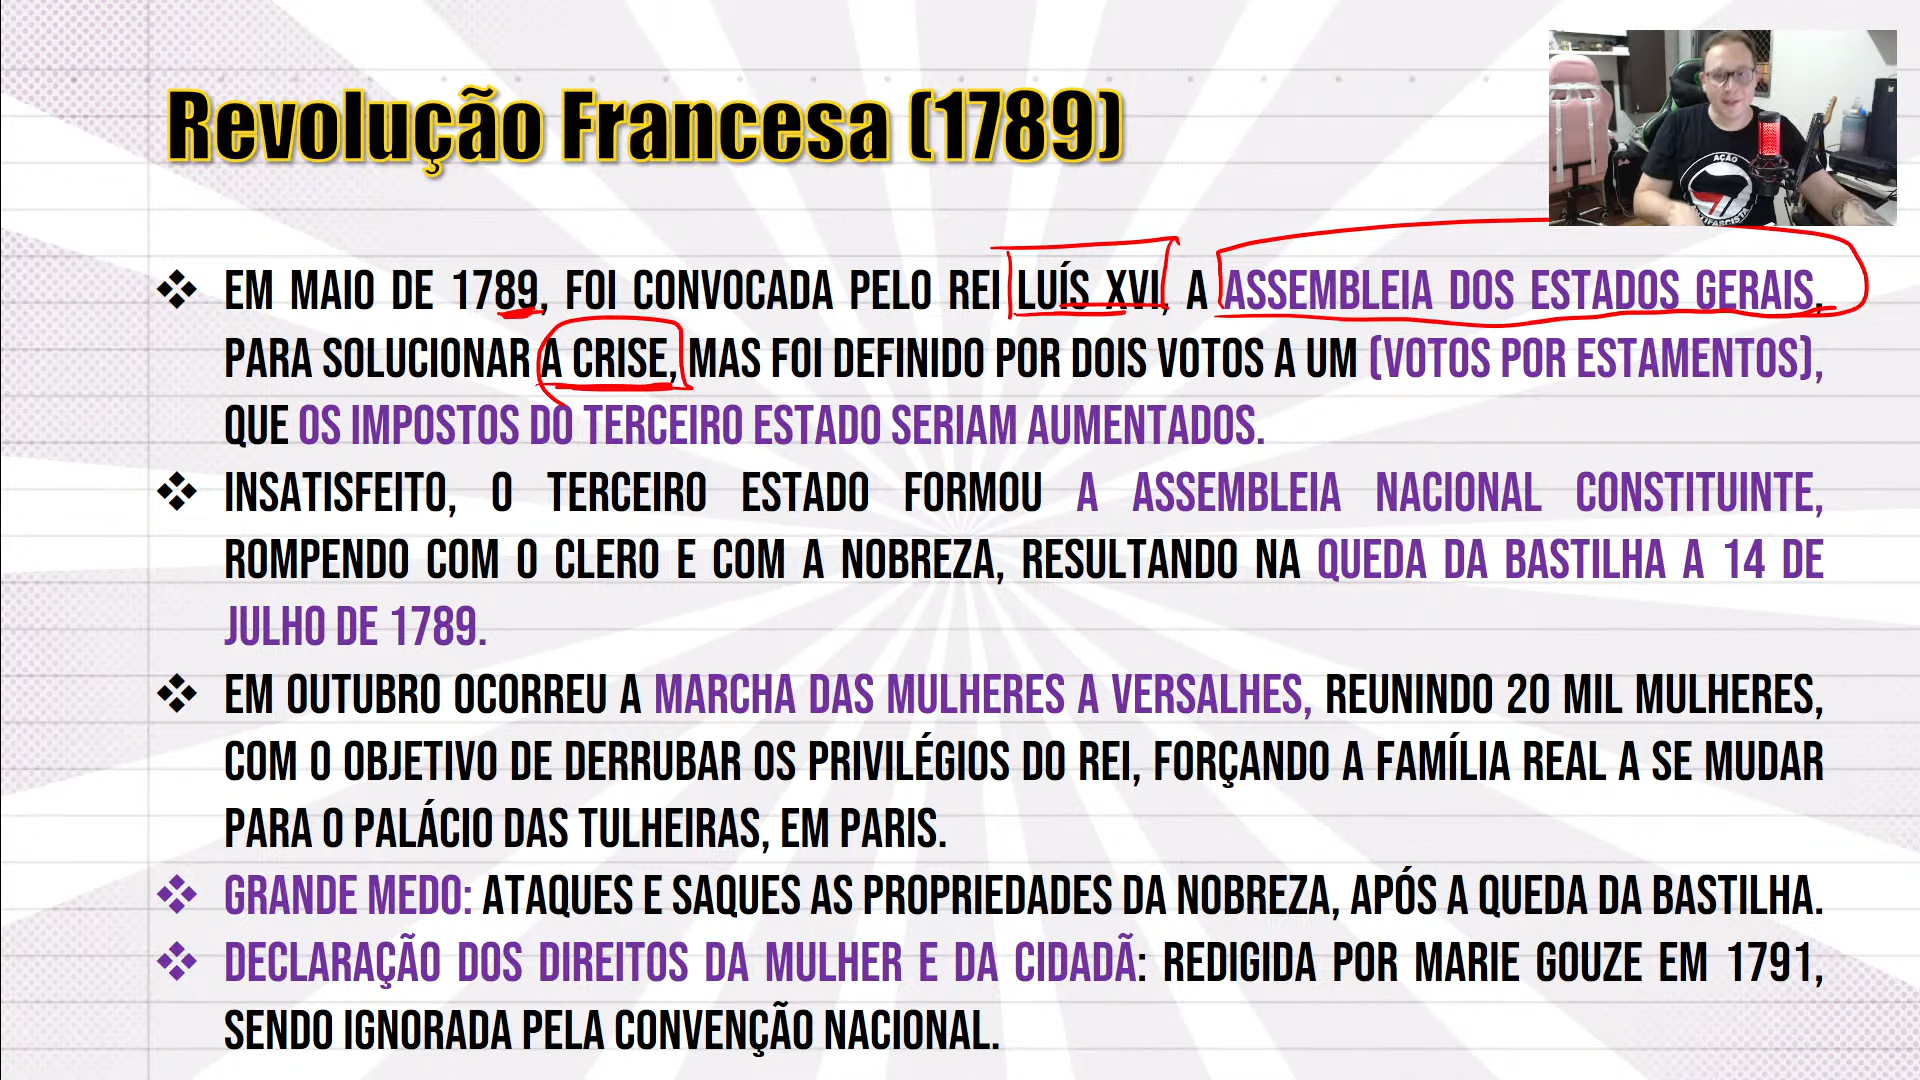 Revolução Francesa (1789)
AÇÃO
ANTIFASCISTA
EM MAIO DE 1789, FOI CONVOCADA PELO REI LUÍS XVI, A ASSEMBLEIA DOS ESTADOS GERAIS,
PARA SOLUCIONAR A CRISE, MAS FOI DEFINIDO POR DOIS VOTOS A UM (VOTOS POR ESTAMENTOS),
QUE OS IMPOSTOS DO TERCEIRO ESTADO SERIAM AUMENTADOS.
INSATISFEITO, O TERCEIRO ESTADO FORMOU A ASSEMBLEIA NACIONAL CONSTITUINTE,
ROMPENDO COM O CLERO E COM A NOBREZA, RESULTANDO NA QUEDA DA BASTILHA A 14 DE
JULHO DE 1789.
EM OUTUBRO OCORREU A MARCHA DAS MULHERES A VERSALHES, REUNINDO 20 MIL MULHERES,
COM O OBJETIVO DE DERRUBAR OS PRIVILÉGIOS DO REI, FORÇANDO A FAMÍLIA REAL A SE MUDAR
PARA O PALÁCIO DAS TULHEIRAS, EM PARIS.
GRANDE MEDO: ATAQUES E SAQUES AS PROPRIEDADES DA NOBREZA, APÓS A QUEDA DA BASTILHA.
DECLARAÇÃO DOS DIREITOS DA MULHER E DA CIDADÃ: REDIGIDA POR MARIE GOUZE EM 1791,
SENDO IGNORADA PELA CONVENÇÃO NACIONAL.